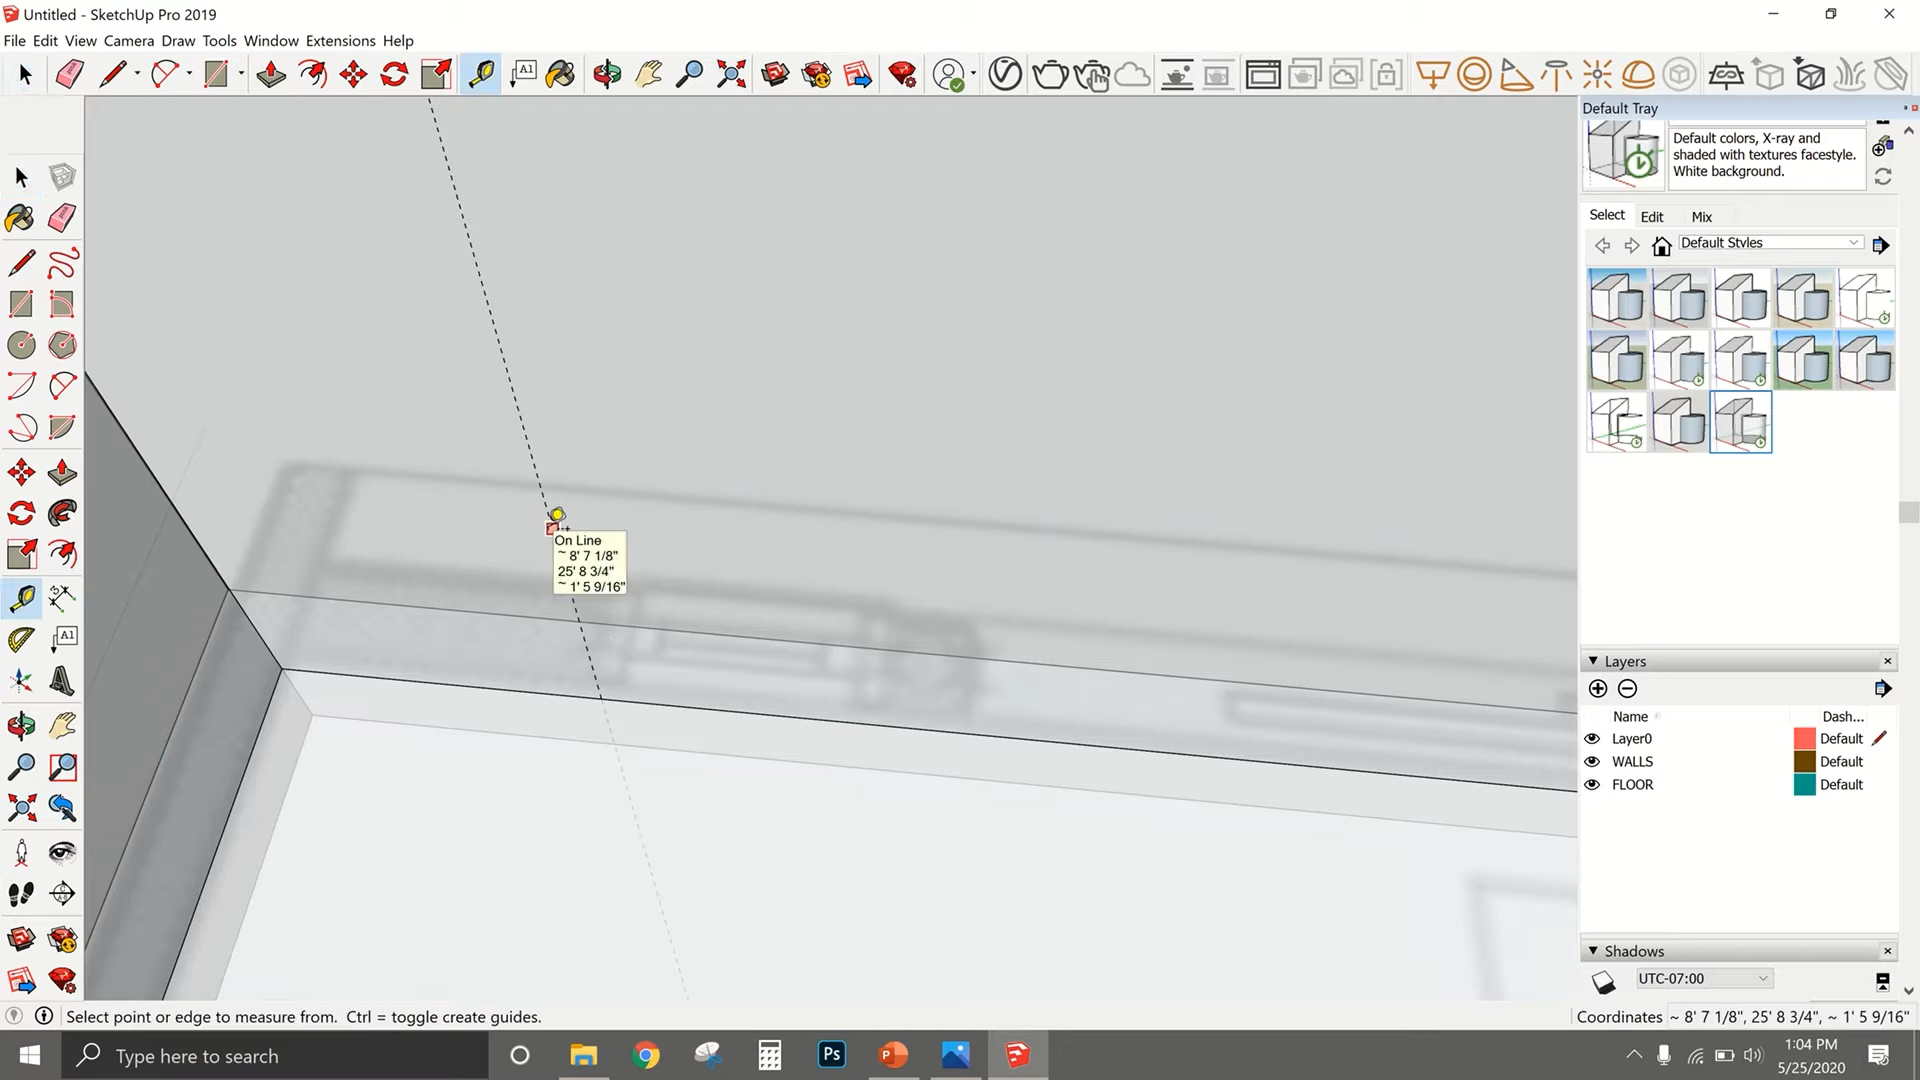 Untitled - SketchUp Pro 2019
File Edit View Camera Draw Tools Window Extensions Help
A1
Default Tray
Default colors, X-ray and
shaded with textures facestyle.
White background.
Select Edit Mix
Default Styles
On Line
~ 8' 7 1/8"
25' 8 3/4"
~ 1' 5 9/16"
A1
Layers
Name Dash...
Layer0 Default
WALLS Default
FLOOR Default
Shadows
UTC-07:00
Select point or edge to measure from. Ctrl = toggle create guides.
Coordinates ~ 8' 7 1/8", 25' 8 3/4", ~ 1' 5 9/16"
Type here to search
Ps
1:04 PM
5/25/2020